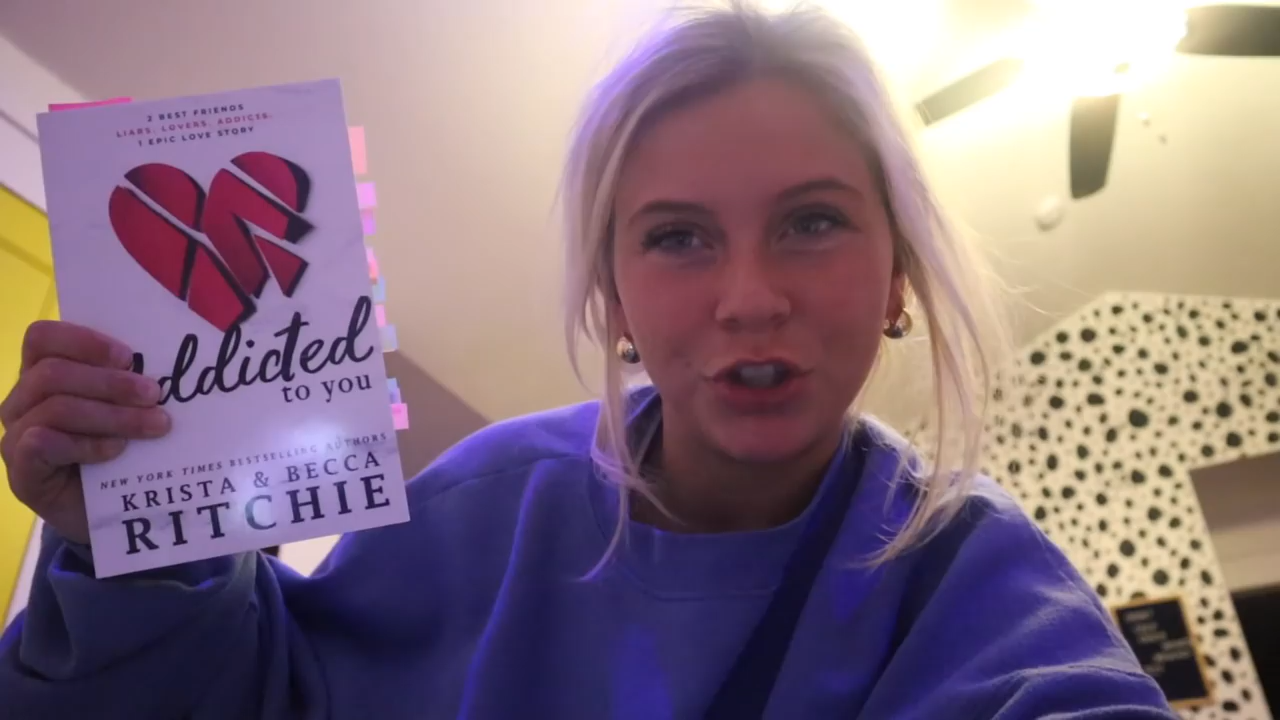 2 BEST FRIENDS
LIARS, LOVERS, ADDICTS.
1 EPIC LOVE STORY
addicted
to you
NEW YORK TIMES BESTSELLING AUTHORS
KRISTA & BECCA
RITCHIE